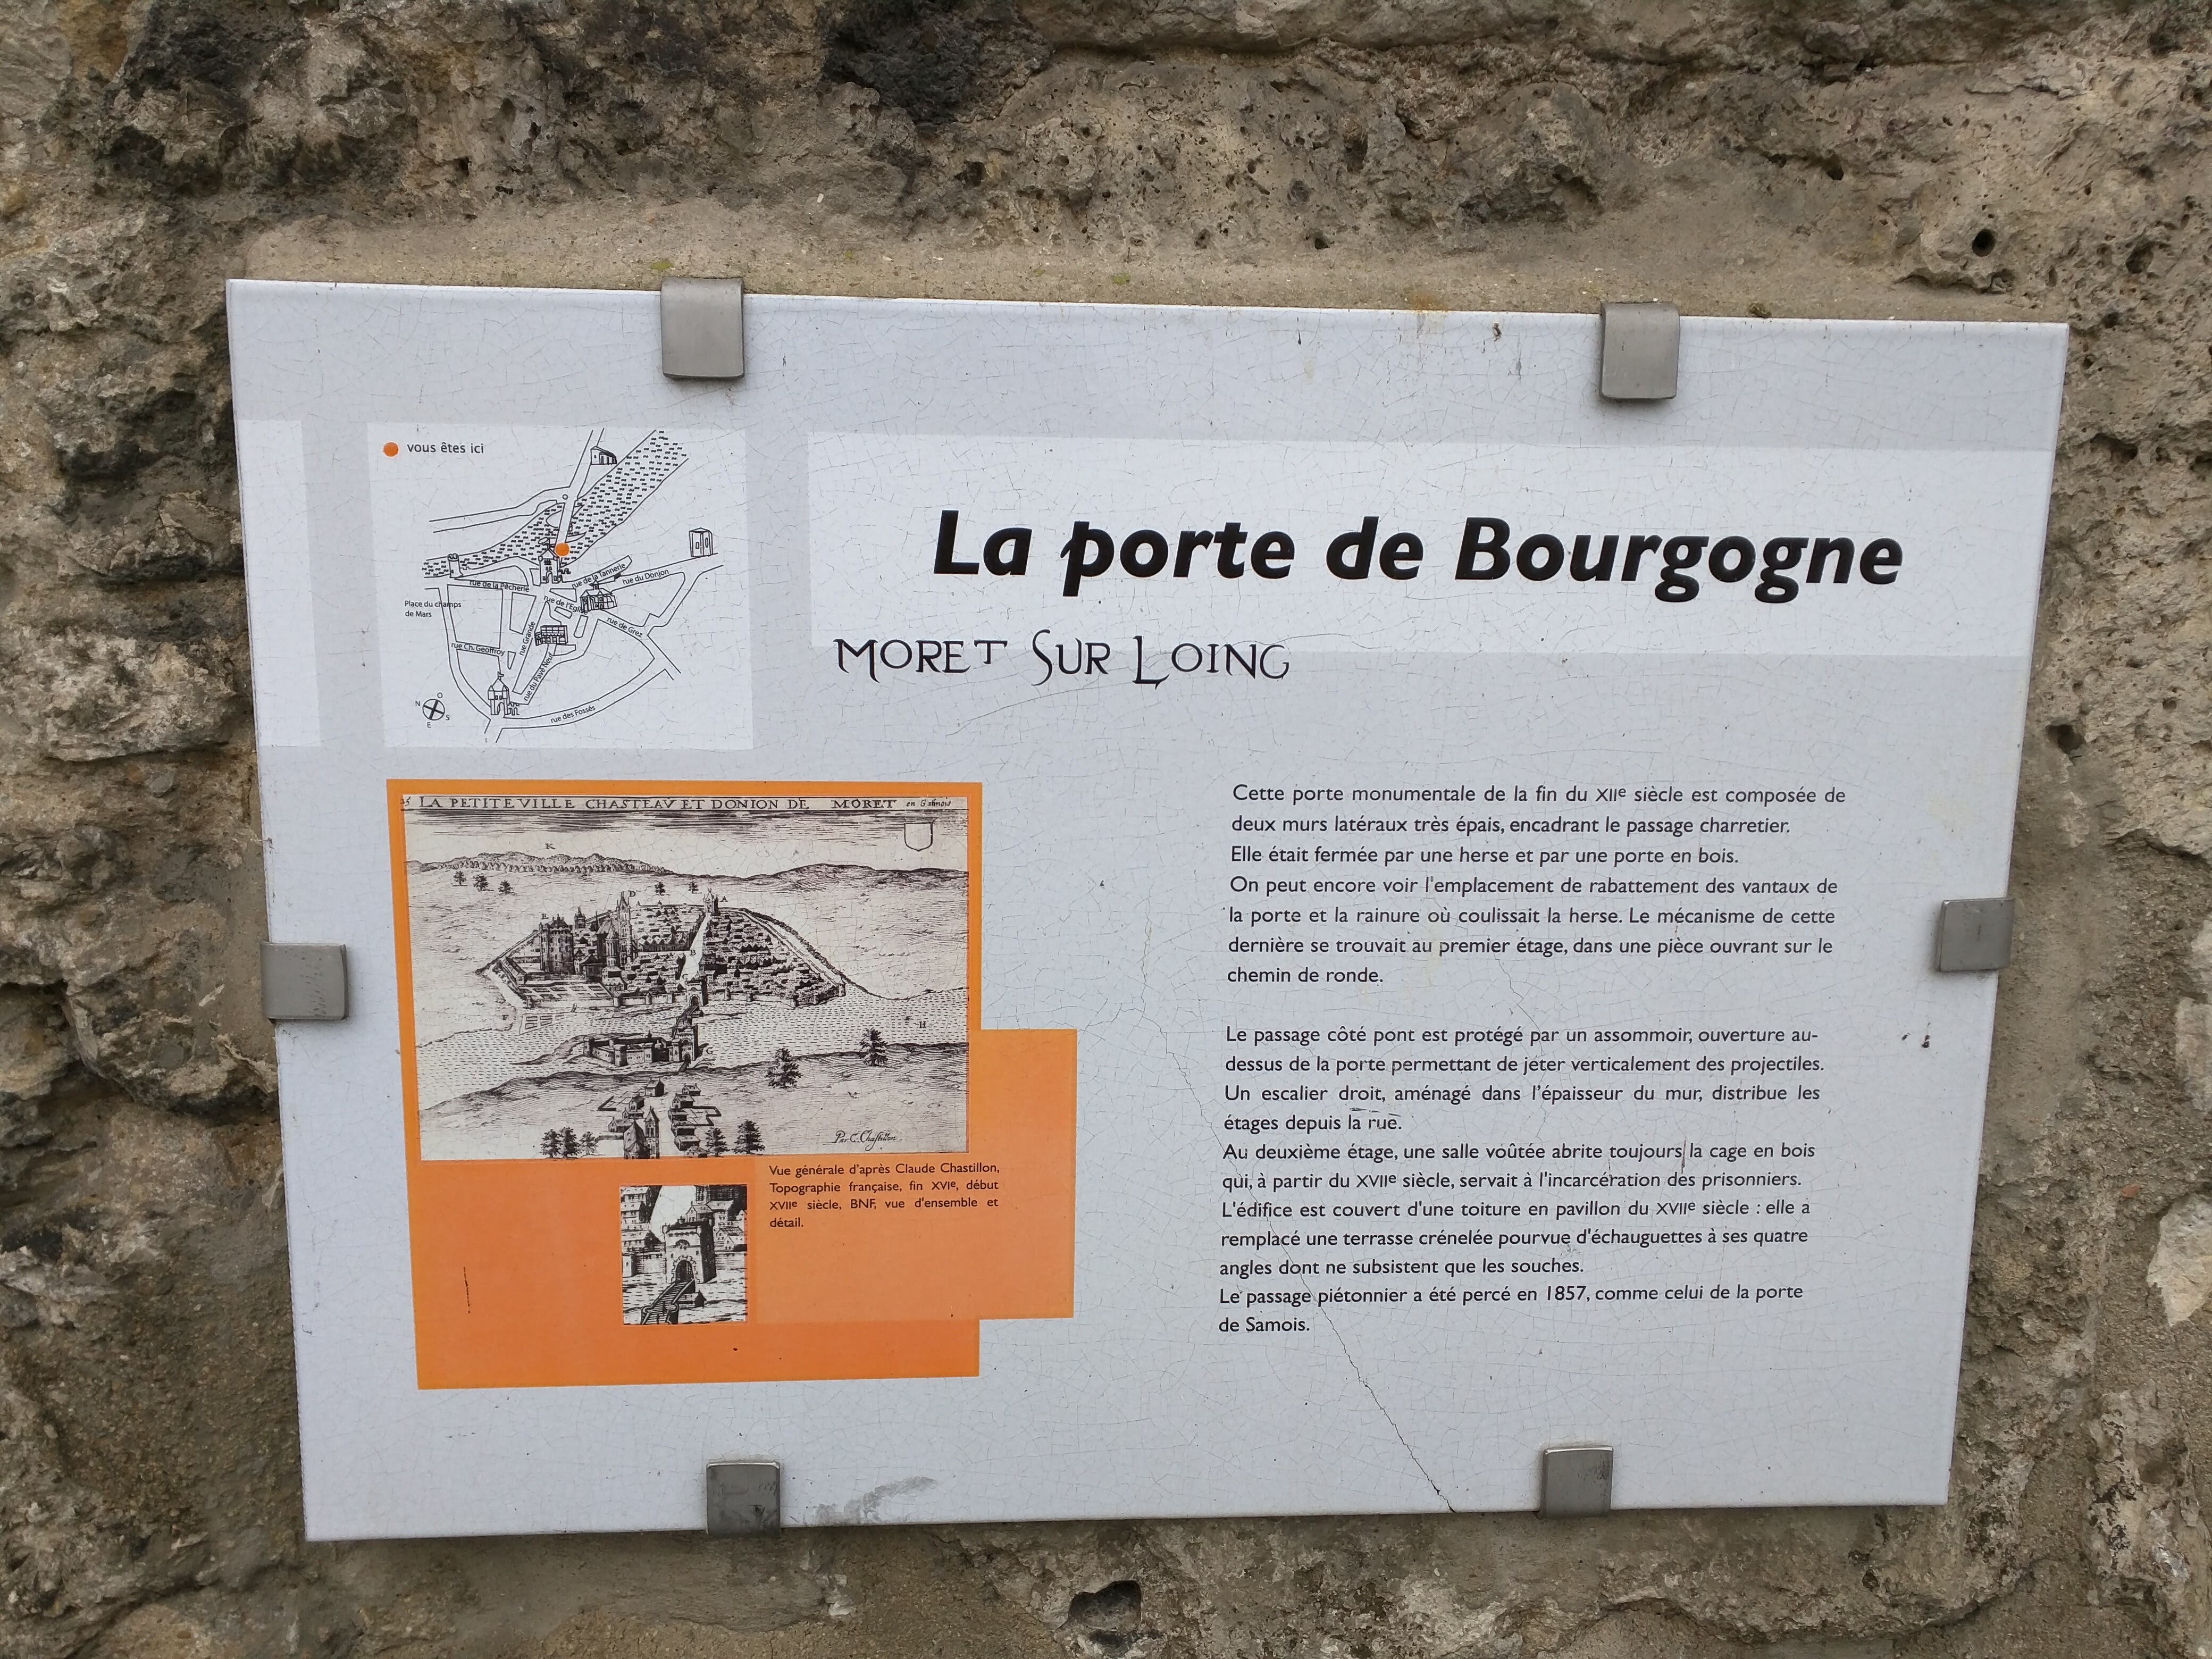 vous êtes ici
rue de la Pêcherie
rue de la Tannerie
rue du Donjon
Place du champs
de Mars
rue de l'Eglise
rue de Grez
rue Grande
rue Ch. Geoffroy
rue du Pavé Neuf
rue des Fossés
N
O
S
E
La porte de Bourgogne
MORET SUR LOING
35 LA PETITE VILLE CHASTEAV ET DONION DE MORET en Gastinois
K
D
A
E
B
C
F
H
G
Par C. Chastillon
Vue générale d'après Claude Chastillon,
Topographie française, fin XVIe, début
XVIIe siècle, BNF, vue d'ensemble et
détail.
Cette porte monumentale de la fin du XIIe siècle est composée de
deux murs latéraux très épais, encadrant le passage charretier.
Elle était fermée par une herse et par une porte en bois.
On peut encore voir l'emplacement de rabattement des vantaux de
la porte et la rainure où coulissait la herse. Le mécanisme de cette
dernière se trouvait au premier étage, dans une pièce ouvrant sur le
chemin de ronde.
Le passage côté pont est protégé par un assommoir, ouverture au-
dessus de la porte permettant de jeter verticalement des projectiles.
Un escalier droit, aménagé dans l'épaisseur du mur, distribue les
étages depuis la rue.
Au deuxième étage, une salle voûtée abrite toujours la cage en bois
qui, à partir du XVIIe siècle, servait à l'incarcération des prisonniers.
L'édifice est couvert d'une toiture en pavillon du XVIIe siècle : elle a
remplacé une terrasse crénelée pourvue d'échauguettes à ses quatre
angles dont ne subsistent que les souches.
Le passage piétonnier a été percé en 1857, comme celui de la porte
de Samois.